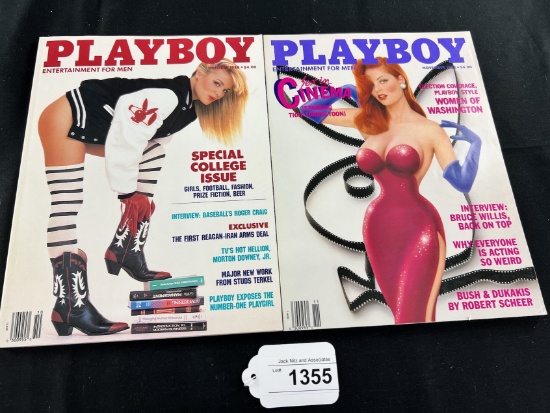 PLAYBOY
ENTERTAINMENT FOR MEN
SPECIAL
COLLEGE
ISSUE
GIRLS, FOOTBALL, FASHION,
PRIZE FICTION, BEER
INTERVIEW: BASEBALL'S ROGER CRAIG
EXCLUSIVE
THE FIRST REAGAN-IRAN ARMS DEAL
TV'S HOT HELLION,
MORTON DOWNEY, JR.
MAJOR NEW WORK
FROM STUDS TERKEL
PLAYBOY EXPOSES THE
NUMBER-ONE PLAYGIRL
PLAYBOY
ENTERTAINMENT FOR MEN
Sex in
CINEMA
ELECTION COVERAGE,
PLAYBOY STYLE
WOMEN OF
WASHINGTON
INTERVIEW:
BRUCE WILLIS,
BACK ON TOP
WHY EVERYONE
IS ACTING
SO WEIRD
BUSH & DUKAKIS
BY ROBERT SCHEER
Jack Nitz and Associates
Lot#
1355